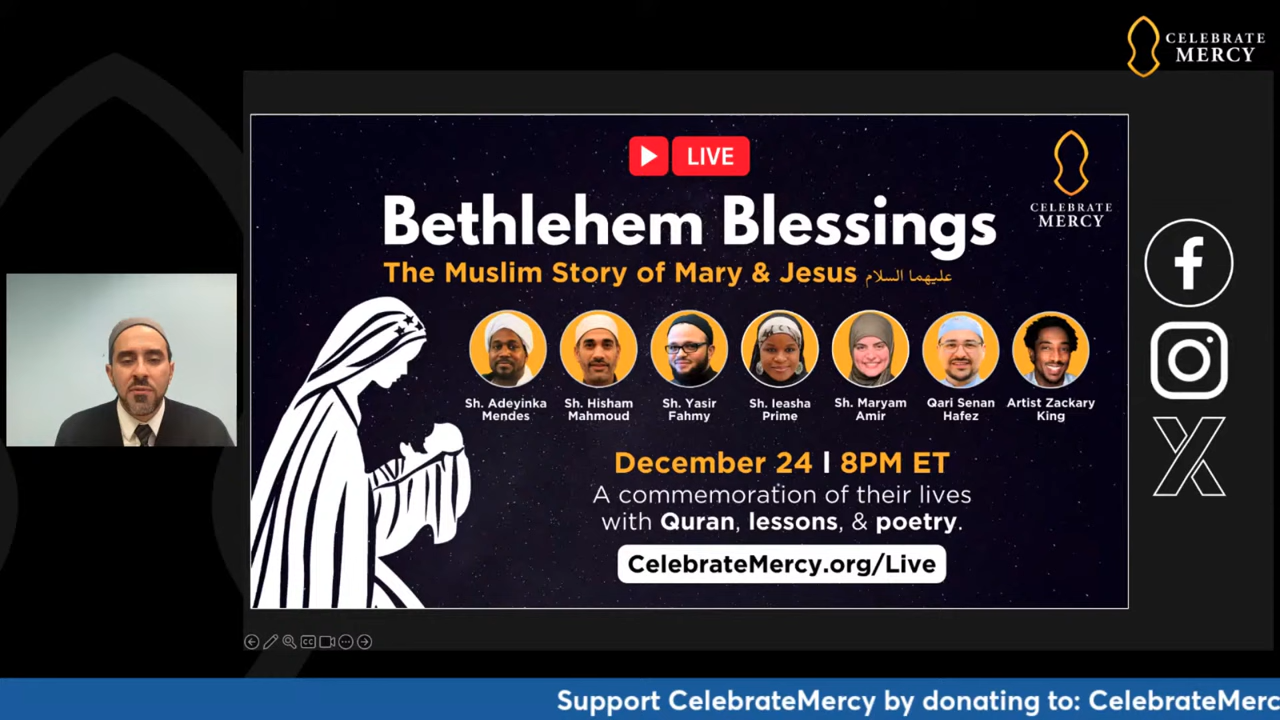 CELEBRATE
MERCY
LIVE
Bethlehem Blessings
CELEBRATE
MERCY
The Muslim Story of Mary & Jesus عليهما السلام
Sh. Adeyinka
Mendes
Sh. Hisham
Mahmoud
Sh. Yasir
Fahmy
Sh. Ieasha
Prime
Sh. Maryam
Amir
Qari Senan
Hafez
Artist Zackary
King
December 24 | 8PM ET
A commemoration of their lives
with Quran, lessons, & poetry.
CelebrateMercy.org/Live
CC
Support CelebrateMercy by donating to: CelebrateMerc